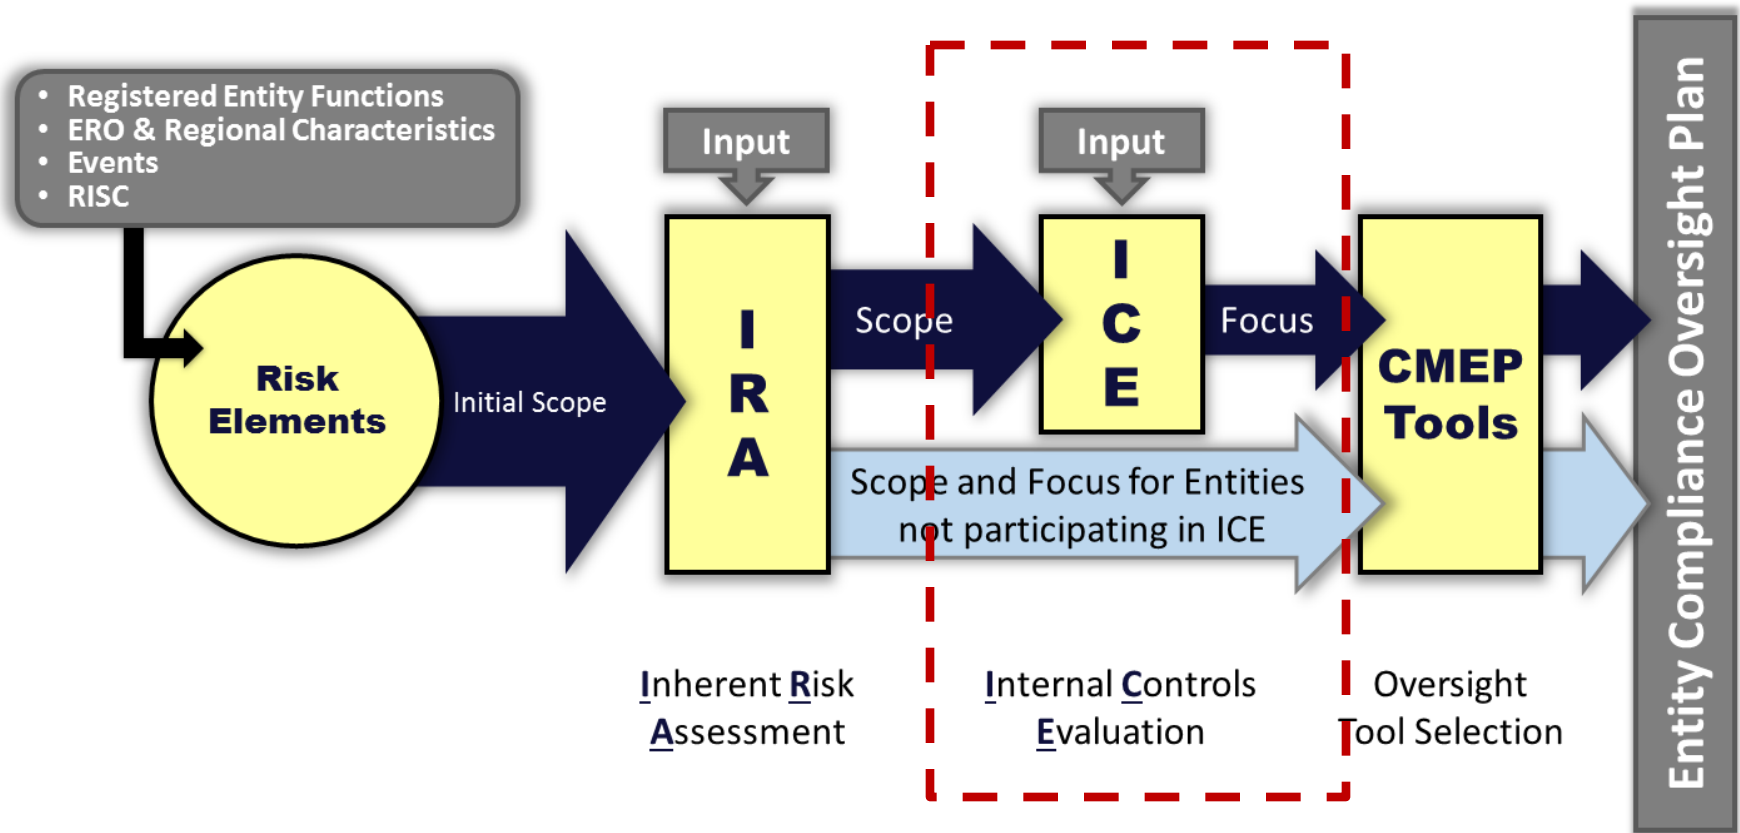 • Registered Entity Functions
• ERO & Regional Characteristics
• Events
• RISC
Risk
Elements
Initial Scope
Input
I
R
A
Scope
Input
I
C
E
Focus
Scope and Focus for Entities
not participating in ICE
CMEP
Tools
Inherent Risk
Assessment
Internal Controls
Evaluation
Oversight
Tool Selection
Entity Compliance Oversight Plan